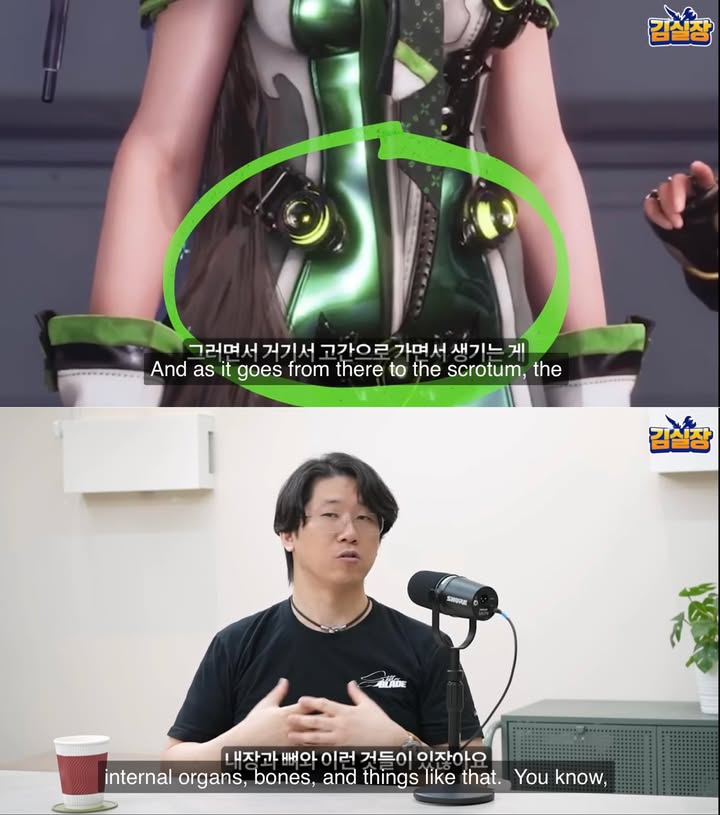 김실장
그러면서 거기서 고간으로 가면서 생기는 게
And as it goes from there to the scrotum, the
김실장
SHURE
BLADE
내장과 뼈와 이런 것들이 있잖아요
internal organs, bones, and things like that. You know,